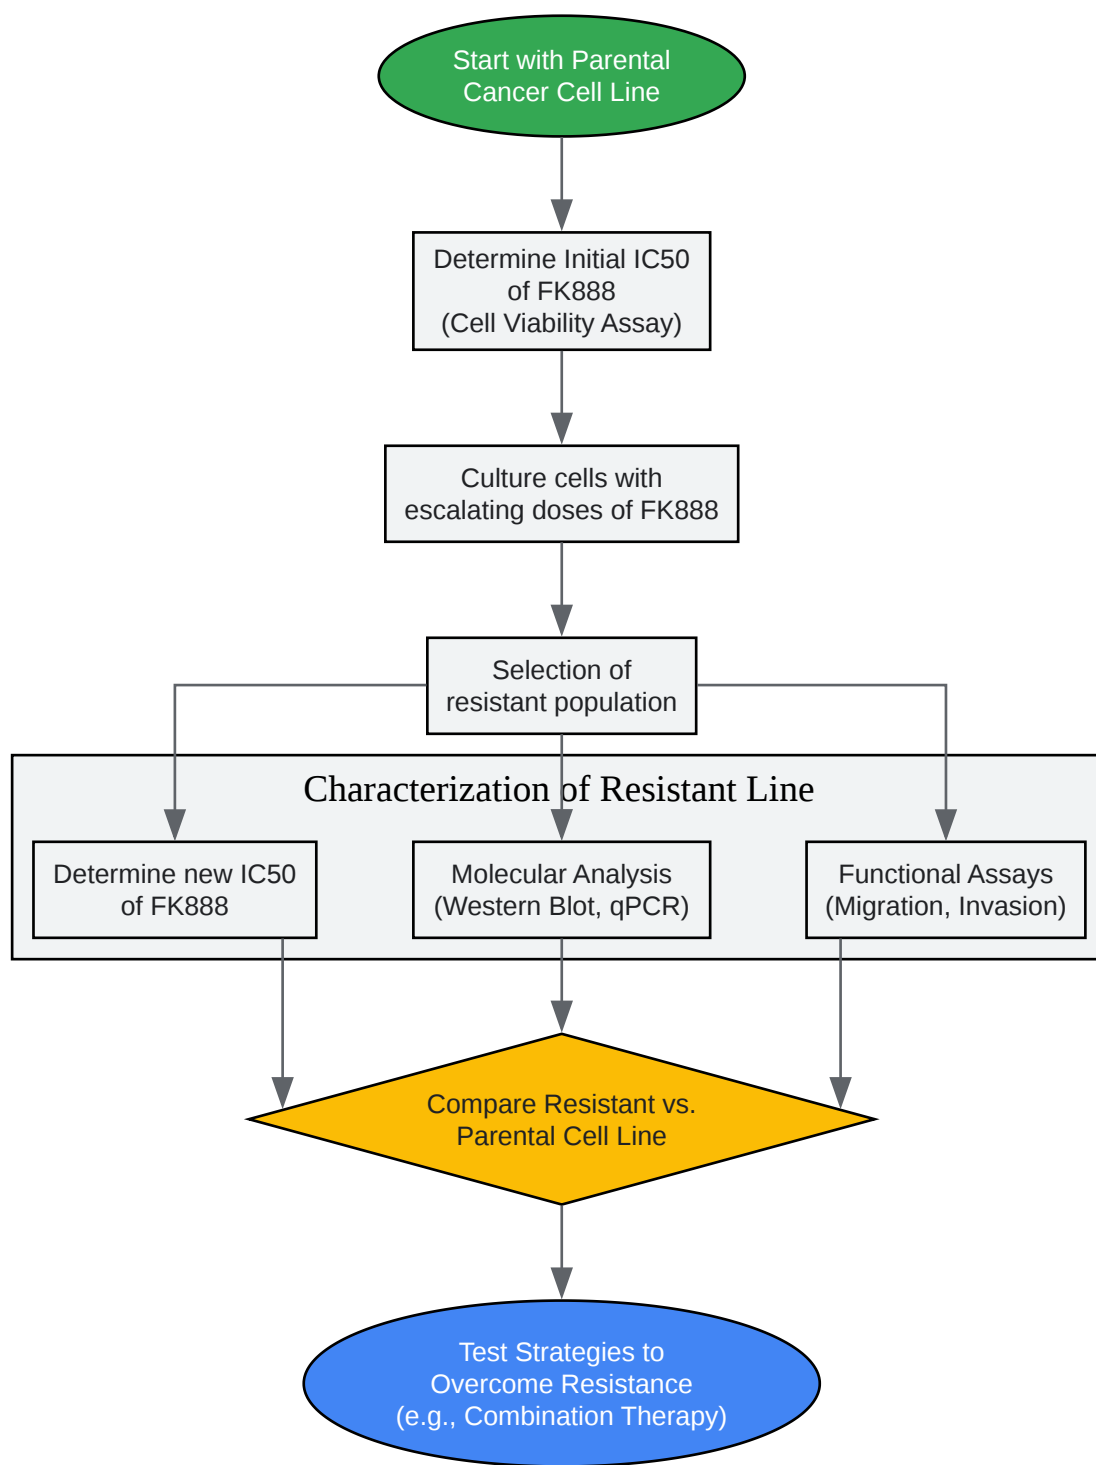 Start with Parental
Cancer Cell Line
Determine Initial IC50
of FK888
(Cell Viability Assay)
Culture cells with
escalating doses of FK888
Selection of
resistant population
Characterization of Resistant Line
Determine new IC50
of FK888
Molecular Analysis
(Western Blot, qPCR)
Functional Assays
(Migration, Invasion)
Compare Resistant vs.
Parental Cell Line
Test Strategies to
Overcome Resistance
(e.g., Combination Therapy)